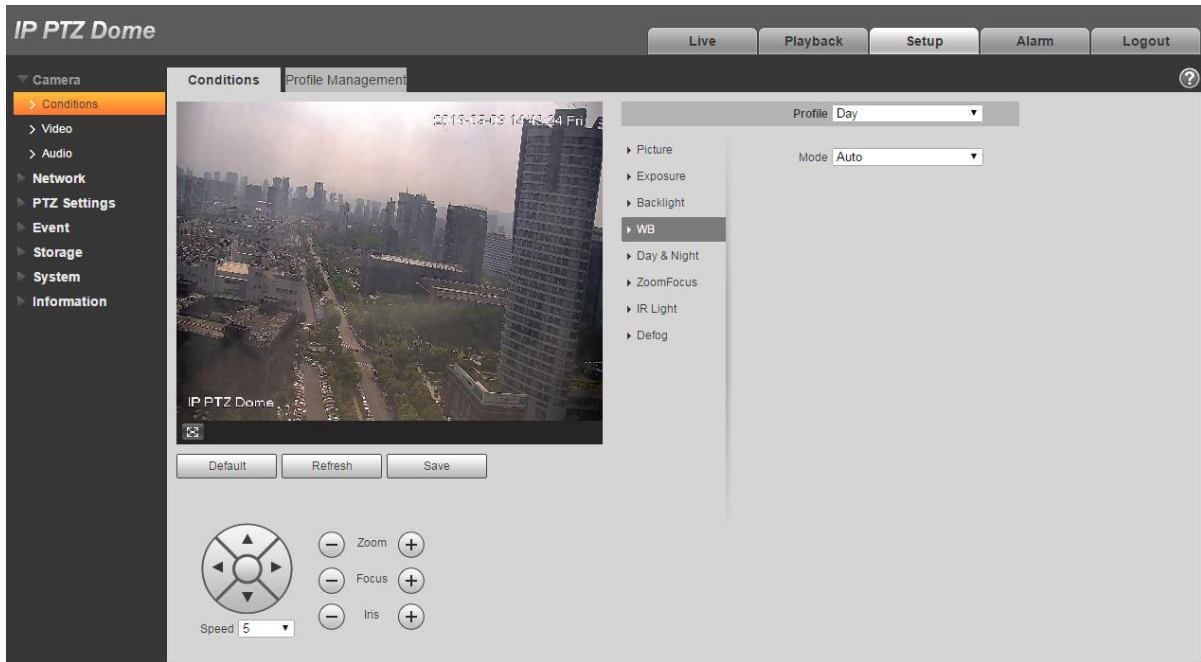 IP PTZ Dome
Live Playback Setup Alarm Logout
Camera
Conditions
Video
Audio
Network
PTZ Settings
Event
Storage
System
Information
Conditions Profile Management
?
Fri
IP PTZ Dome
Default Refresh Save
Zoom
Focus
Iris
Speed 5
Profile Day
Picture
Exposure
Backlight
WB
Day & Night
ZoomFocus
IR Light
Defog
Mode Auto